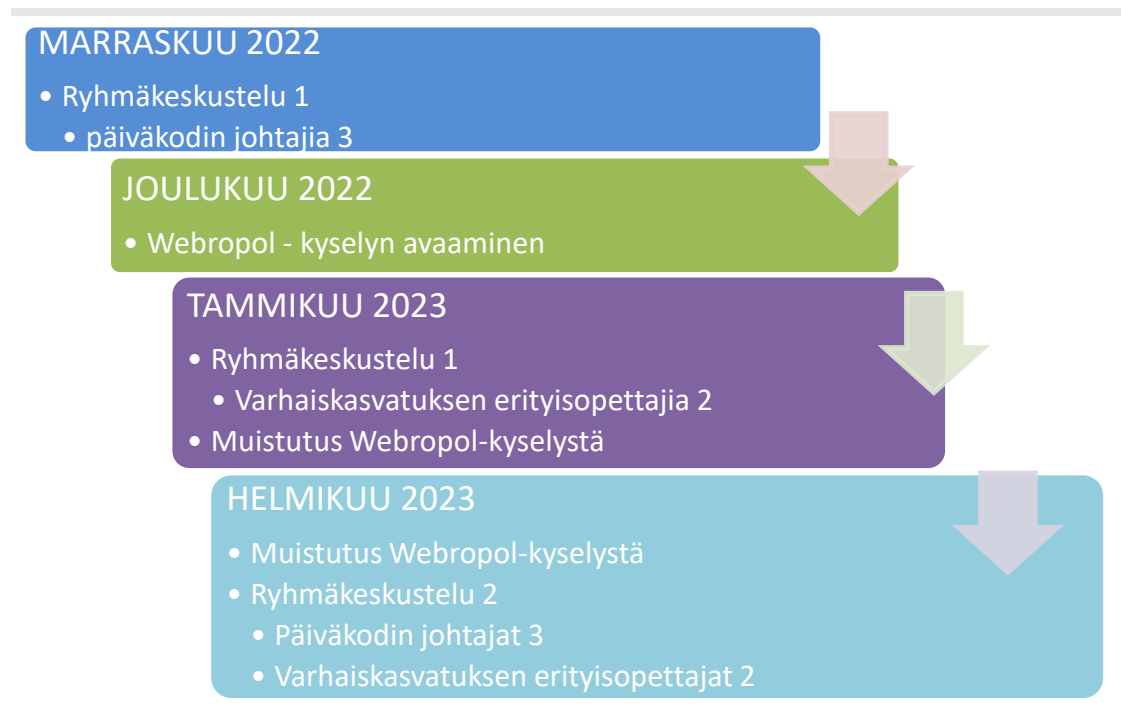 MARRASKUU 2022
• Ryhmäkeskustelu 1
• päiväkodin johtajia 3
JOULUKUU 2022
• Webropol - kyselyn avaaminen
TAMMIKUU 2023
• Ryhmäkeskustelu 1
• Varhaiskasvatuksen erityisopettajia 2
• Muistutus Webropol-kyselystä
HELMIKUU 2023
• Muistutus Webropol-kyselystä
• Ryhmäkeskustelu 2
• Päiväkodin johtajat 3
• Varhaiskasvatuksen erityisopettajat 2